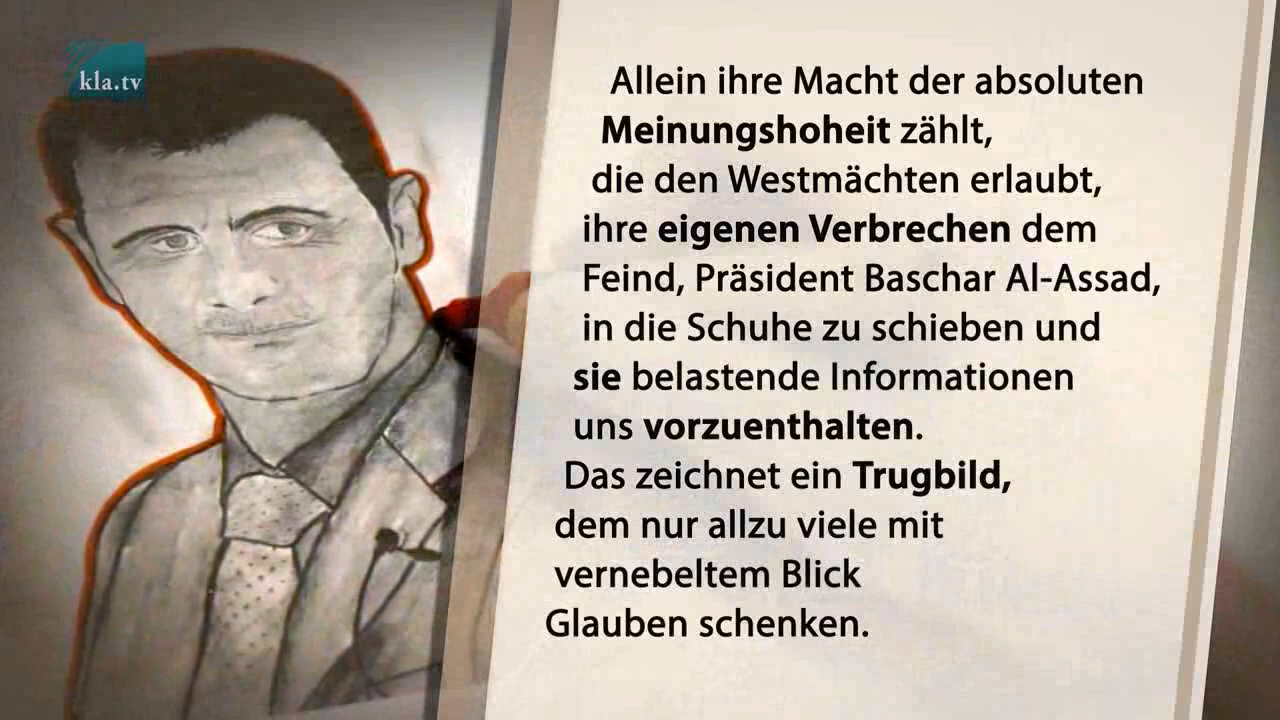 kla.tv
Allein ihre Macht der absoluten
Meinungshoheit zählt,
die den Westmächten erlaubt,
ihre eigenen Verbrechen dem
Feind, Präsident Baschar Al-Assad,
in die Schuhe zu schieben und
sie belastende Informationen
uns vorzuenthalten.
Das zeichnet ein Trugbild,
dem nur allzu viele mit
vernebeltem Blick
Glauben schenken.